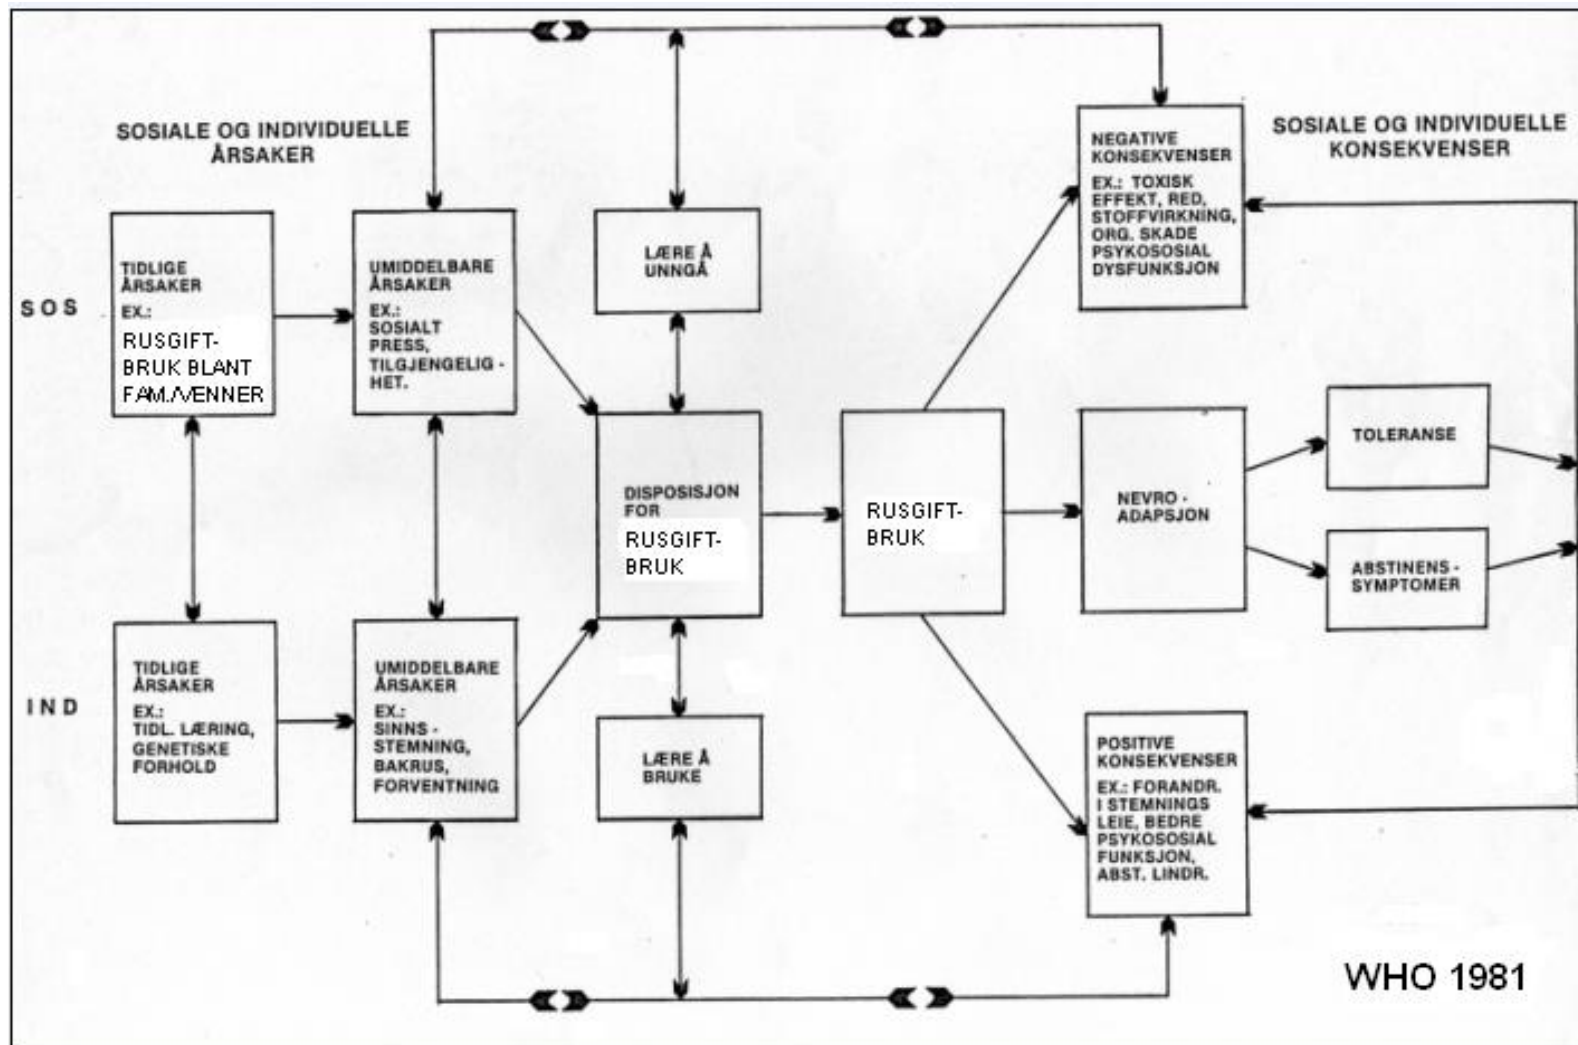 SOSIALE OG INDIVIDUELLE
ÅRSAKER
SOSIALE OG INDIVIDUELLE
KONSEKVENSER
SOS
TIDLIGE
ÅRSAKER
EX.:
RUSGIFT-
BRUK BLANT
FAM./VENNER
UMIDDELBARE
ÅRSAKER
EX.:
SOSIALT
PRESS,
TILGJENGELIG -
HET.
LÆRE Å
UNNGÅ
NEGATIVE
KONSEKVENSER
EX.: TOXISK
EFFEKT, RED,
STOFFVIRKNING,
ORG. SKADE
PSYKOSOSIAL
DYSFUNKSJON
DISPOSISJON
FOR
RUSGIFT-
BRUK
RUSGIFT-
BRUK
NEVRO -
ADAPSJON
TOLERANSE
ABSTINENS -
SYMPTOMER
IND
TIDLIGE
ÅRSAKER
EX.:
TIDL. LÆRING,
GENETISKE
FORHOLD
UMIDDELBARE
ÅRSAKER
EX.:
SINNS -
STEMNING,
BAKRUS,
FORVENTNING
LÆRE Å
BRUKE
POSITIVE
KONSEKVENSER
EX.: FORANDR.
I STEMNINGS
LEIE, BEDRE
PSYKOSOSIAL
FUNKSJON,
ABST. LINDR.
WHO 1981